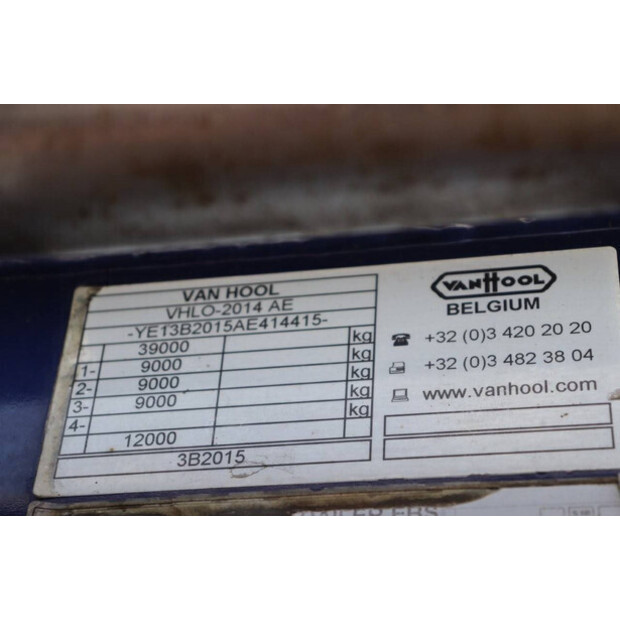 VAN HOOL
VHLO-2014 AE
-YE13B2015AE414415-
39000 kg
1- 9000 kg
2- 9000 kg
3- 9000 kg
4- kg
12000
3B2015
VANHOOL
BELGIUM
+32 (0)3 420 20 20
+32 (0)3 482 38 04
www.vanhool.com
TRAILER EBS